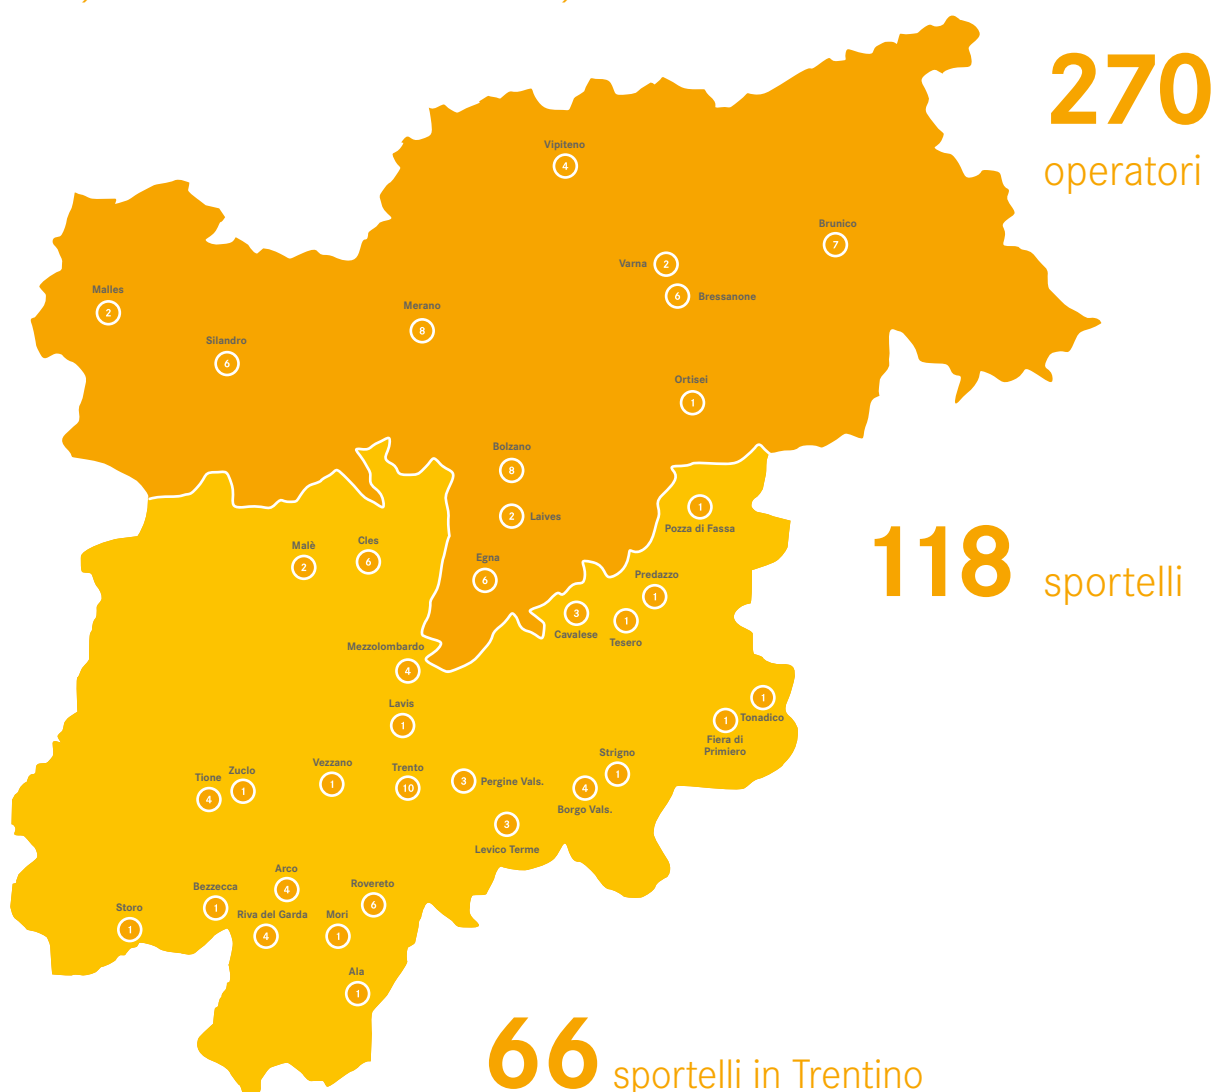 270
operatori
Vipiteno
4
Brunico
7
Varna
2
6
Bressanone
Malles
2
Merano
8
Silandro
6
Ortisei
1
Bolzano
8
2
Laives
Egna
6
1
Pozza di Fassa
118 sportelli
Malè
2
Cles
6
Predazzo
1
3
Cavalese
1
Tesero
Mezzolombardo
4
Lavis
1
1
Tonadico
1
Fiera di
Primiero
Strigno
1
4
Borgo Vals.
Vezzano
1
Trento
10
3
Pergine Vals.
Tione
4
Zuclo
1
3
Levico Terme
Arco
4
Rovereto
6
Bezzecca
1
Riva del Garda
4
Mori
1
Storo
1
Ala
1
66 sportelli in Trentino